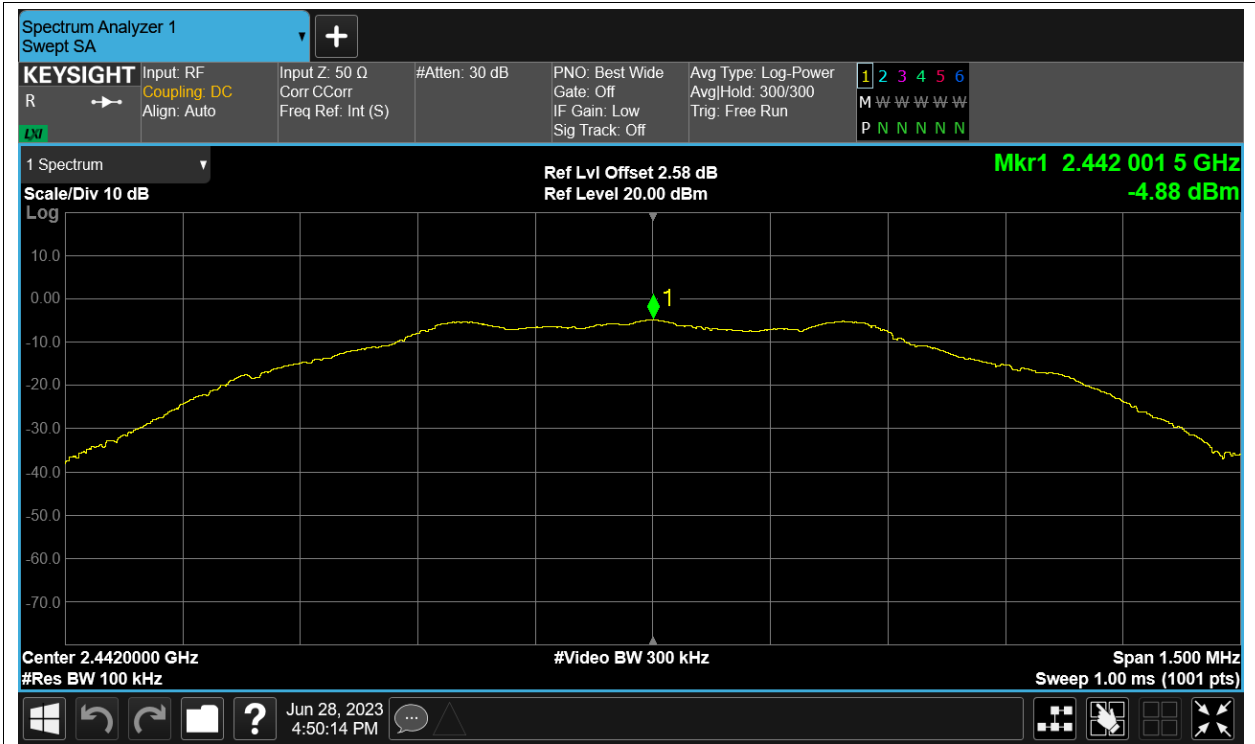 Spectrum Analyzer 1
Swept SA
KEYSIGHT
R
LXI
Input: RF
Coupling: DC
Align: Auto
Input Z: 50 Ω
Corr CCorr
Freq Ref: Int (S)
#Atten: 30 dB
PNO: Best Wide
Gate: Off
IF Gain: Low
Sig Track: Off
Avg Type: Log-Power
Avg|Hold: 300/300
Trig: Free Run
1 2 3 4 5 6
M W W W W W
P N N N N N
1 Spectrum
Scale/Div 10 dB
Log
Ref Lvl Offset 2.58 dB
Ref Level 20.00 dBm
Mkr1 2.442 001 5 GHz
-4.88 dBm
10.0
0.00
1
-10.0
-20.0
-30.0
-40.0
-50.0
-60.0
-70.0
Center 2.4420000 GHz
#Res BW 100 kHz
#Video BW 300 kHz
Span 1.500 MHz
Sweep 1.00 ms (1001 pts)
?
Jun 28, 2023
4:50:14 PM